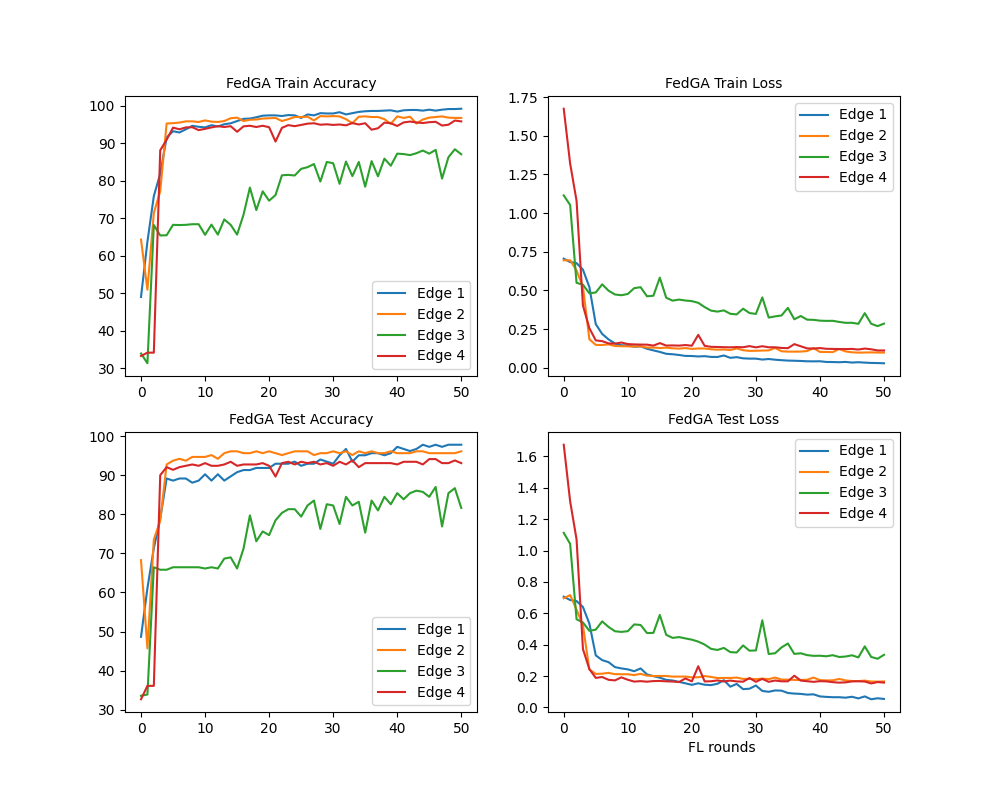 FedGA Train Accuracy
100
90
80
70
60
50
40
30
0 10 20 30 40 50
Edge 1
Edge 2
Edge 3
Edge 4
FedGA Train Loss
1.75
1.50
1.25
1.00
0.75
0.50
0.25
0.00
0 10 20 30 40 50
Edge 1
Edge 2
Edge 3
Edge 4
FedGA Test Accuracy
100
90
80
70
60
50
40
30
0 10 20 30 40 50
Edge 1
Edge 2
Edge 3
Edge 4
FedGA Test Loss
1.6
1.4
1.2
1.0
0.8
0.6
0.4
0.2
0.0
0 10 20 30 40 50
Edge 1
Edge 2
Edge 3
Edge 4
FL rounds